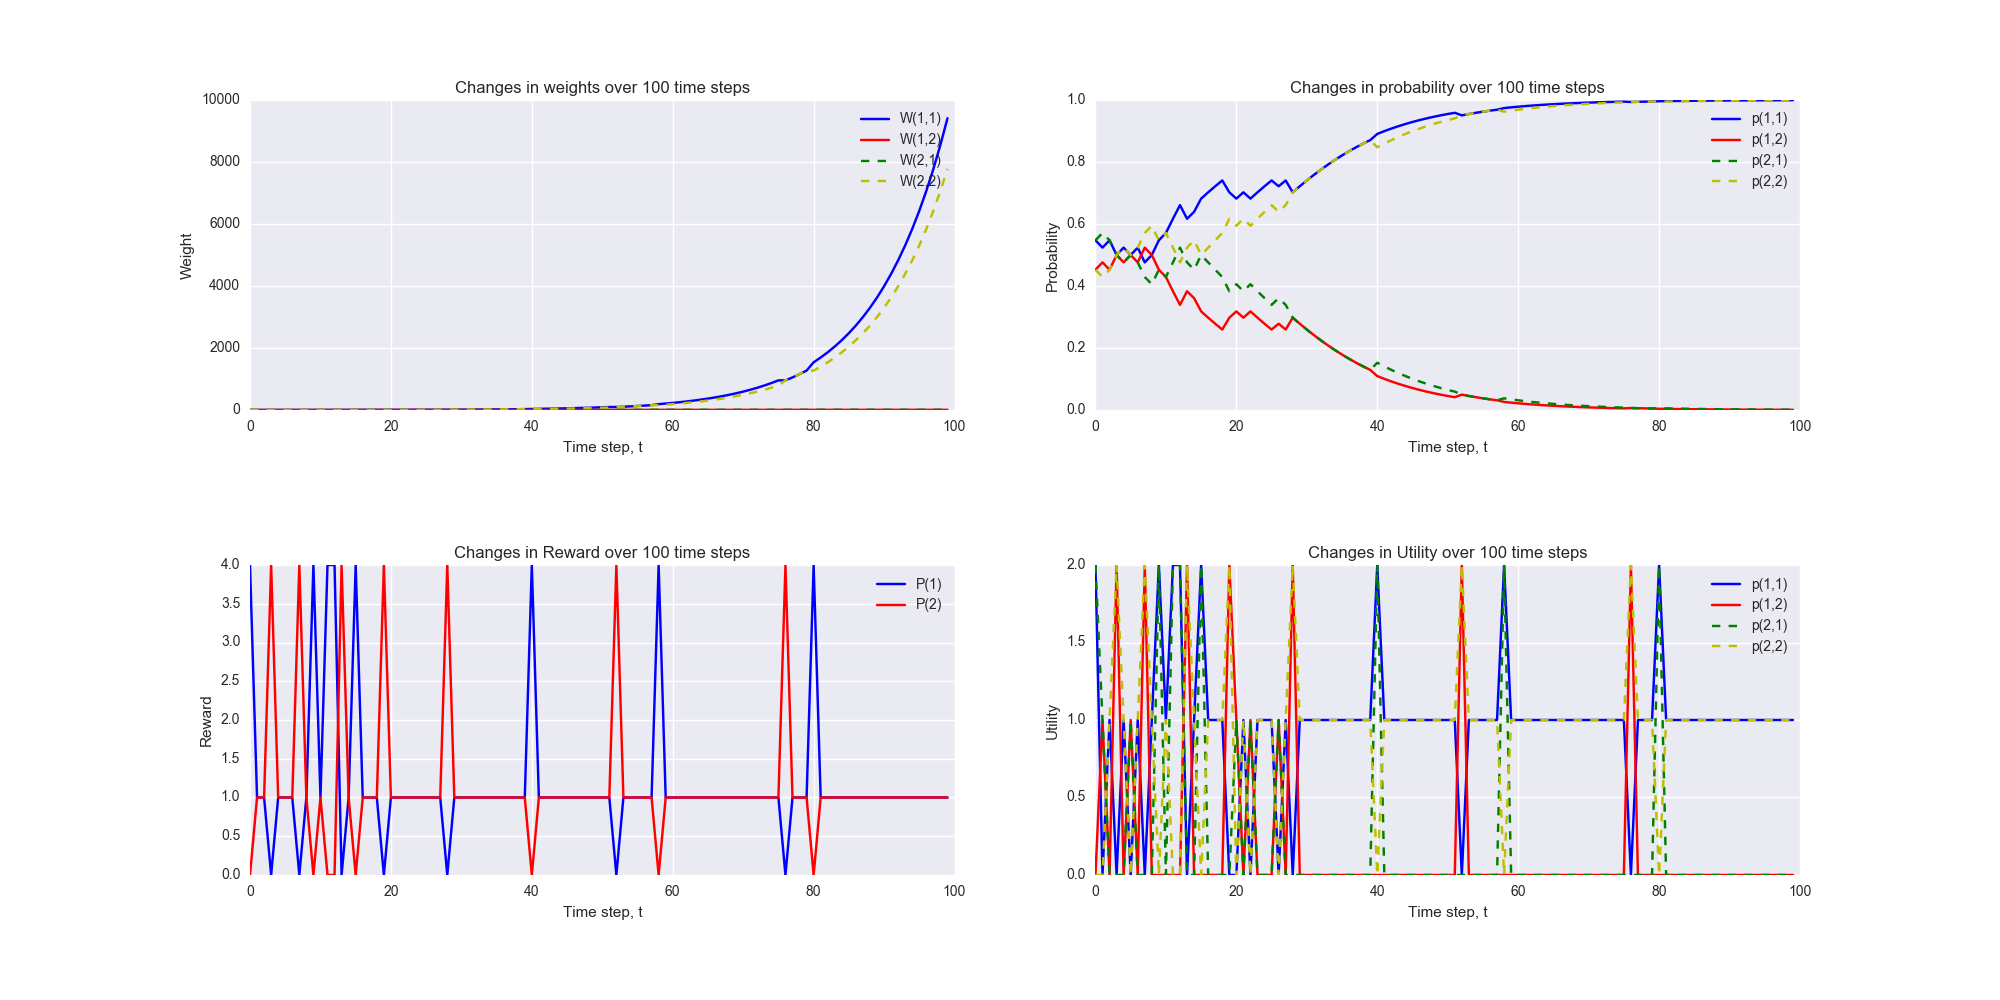 Changes in weights over 100 time steps
10000
8000
6000
4000
2000
0
Weight
0 20 40 60 80 100
Time step, t
W(1,1)
W(1,2)
W(2,1)
W(2,2)
Changes in probability over 100 time steps
1.0
0.8
0.6
0.4
0.2
0.0
Probability
0 20 40 60 80 100
Time step, t
p(1,1)
p(1,2)
p(2,1)
p(2,2)
Changes in Reward over 100 time steps
4.0
3.5
3.0
2.5
2.0
1.5
1.0
0.5
0.0
Reward
0 20 40 60 80 100
Time step, t
P(1)
P(2)
Changes in Utility over 100 time steps
2.0
1.5
1.0
0.5
0.0
Utility
0 20 40 60 80 100
Time step, t
p(1,1)
p(1,2)
p(2,1)
p(2,2)